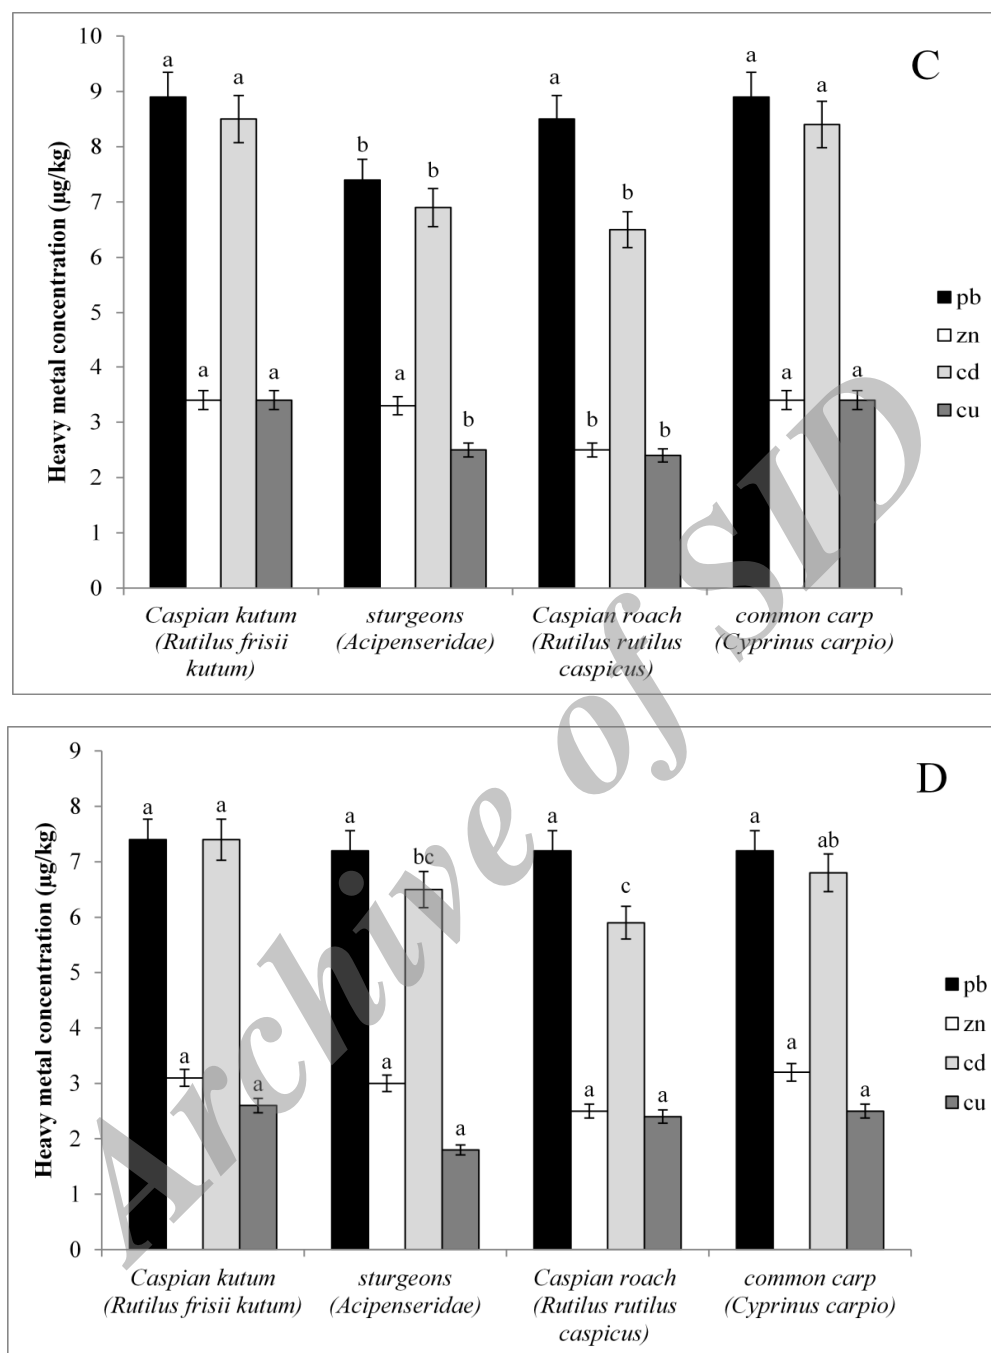 C
10
9
8
7
6
5
4
3
2
1
0
Heavy metal concentration (µg/kg)
a a a a
b a b b
a b b b
a a a a
pb
zn
cd
cu
Caspian kutum
(Rutilus frisii
kutum)
sturgeons
(Acipenseridae)
Caspian roach
(Rutilus rutilus
caspicus)
common carp
(Cyprinus carpio)
Archive of SID
D
9
8
7
6
5
4
3
2
1
0
Heavy metal concentration (µg/kg)
a a a a
a a bc a
a a c a
a a ab a
pb
zn
cd
cu
Caspian kutum
(Rutilus frisii kutum)
sturgeons
(Acipenseridae)
Caspian roach
(Rutilus rutilus
caspicus)
common carp
(Cyprinus carpio)